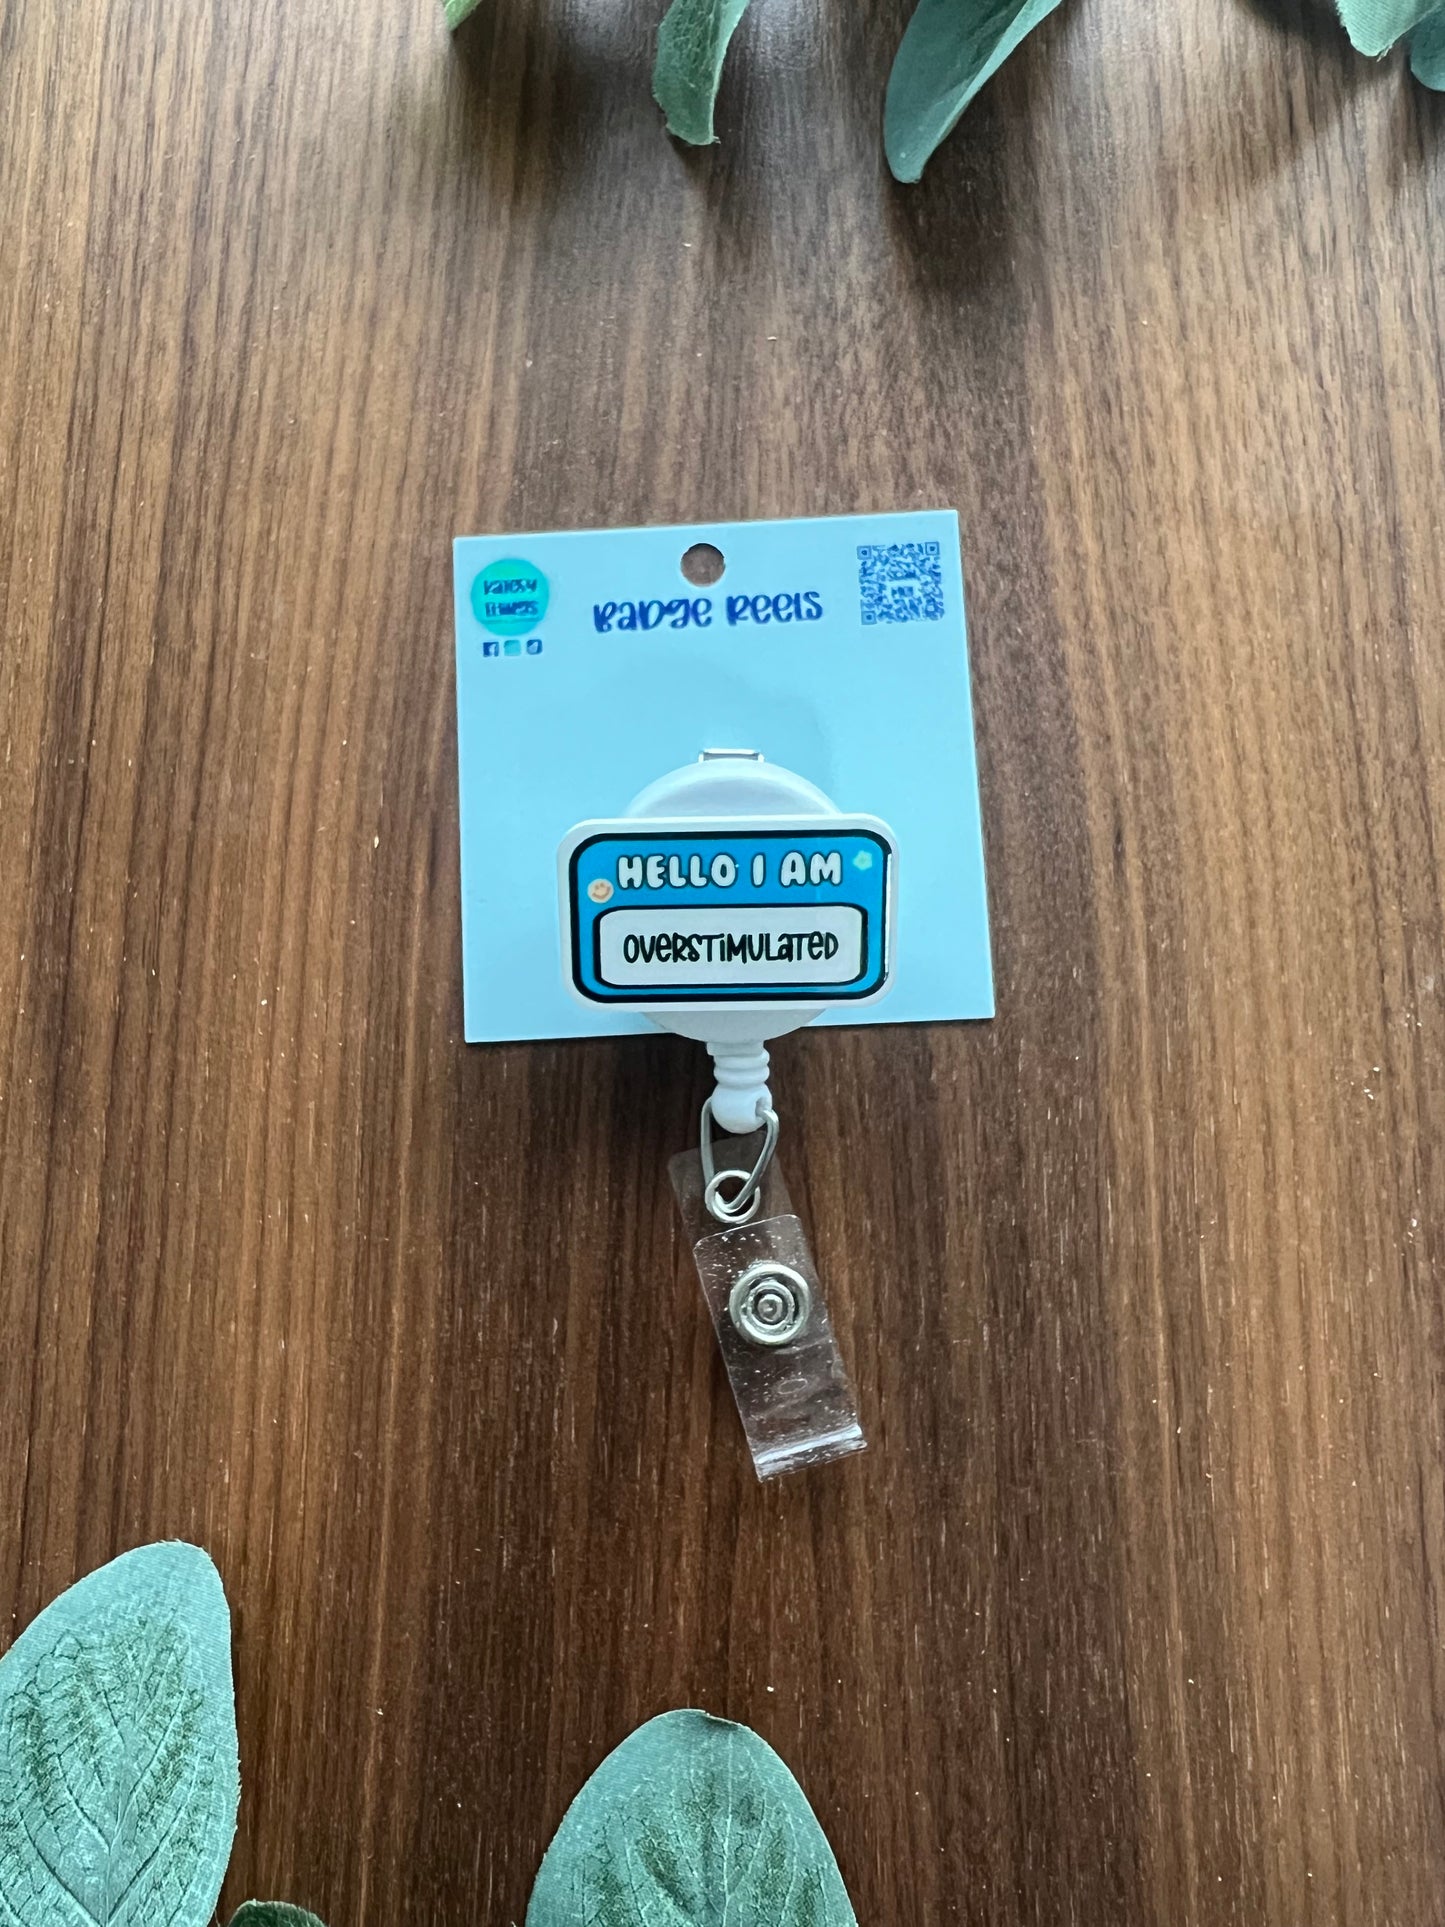 Badge Reels
HELLO I AM
OVERSTIMULATED